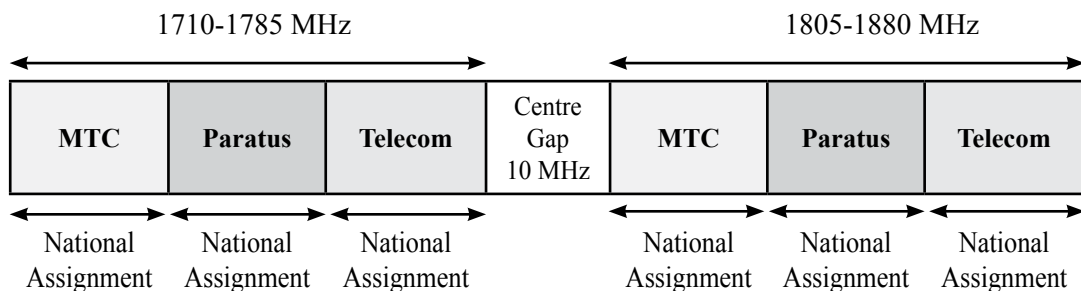 1710-1785 MHz 1805-1880 MHz
MTC Paratus Telecom Centre Gap 10 MHz MTC Paratus Telecom
National Assignment National Assignment National Assignment National Assignment National Assignment National Assignment